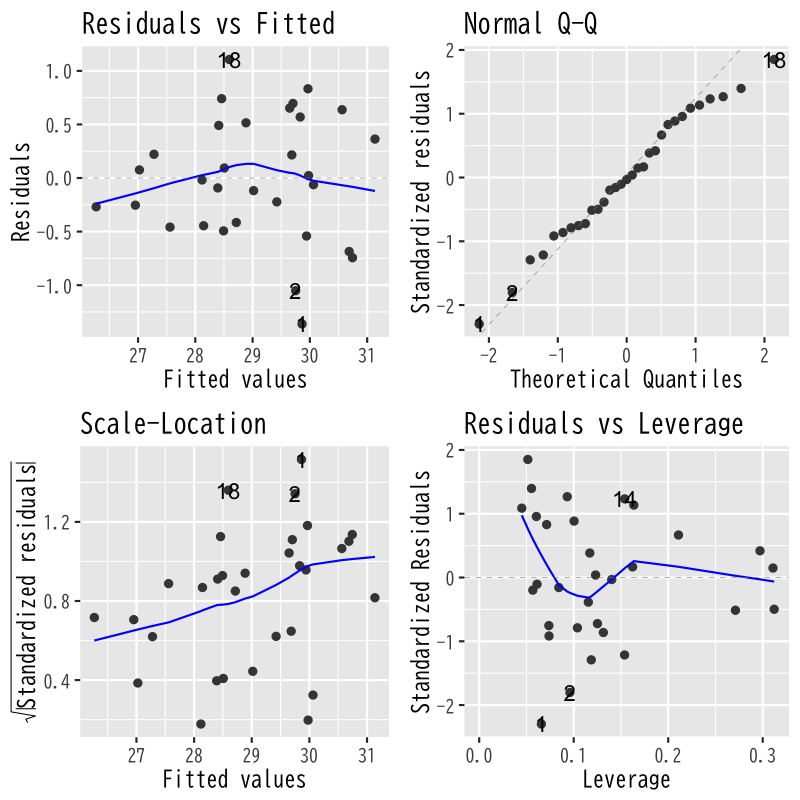 Residuals vs Fitted
Residuals
1.0
0.5
0.0
−0.5
−1.0
18
2
1
27 28 29 30 31
Fitted values
Normal Q−Q
Standardized residuals
2
1
0
−1
−2
18
2
1
−2 −1 0 1 2
Theoretical Quantiles
Scale−Location
√|Standardized residuals|
1.2
0.8
0.4
1
18
2
27 28 29 30 31
Fitted values
Residuals vs Leverage
Standardized Residuals
2
1
0
−1
−2
14
2
1
0.0 0.1 0.2 0.3
Leverage